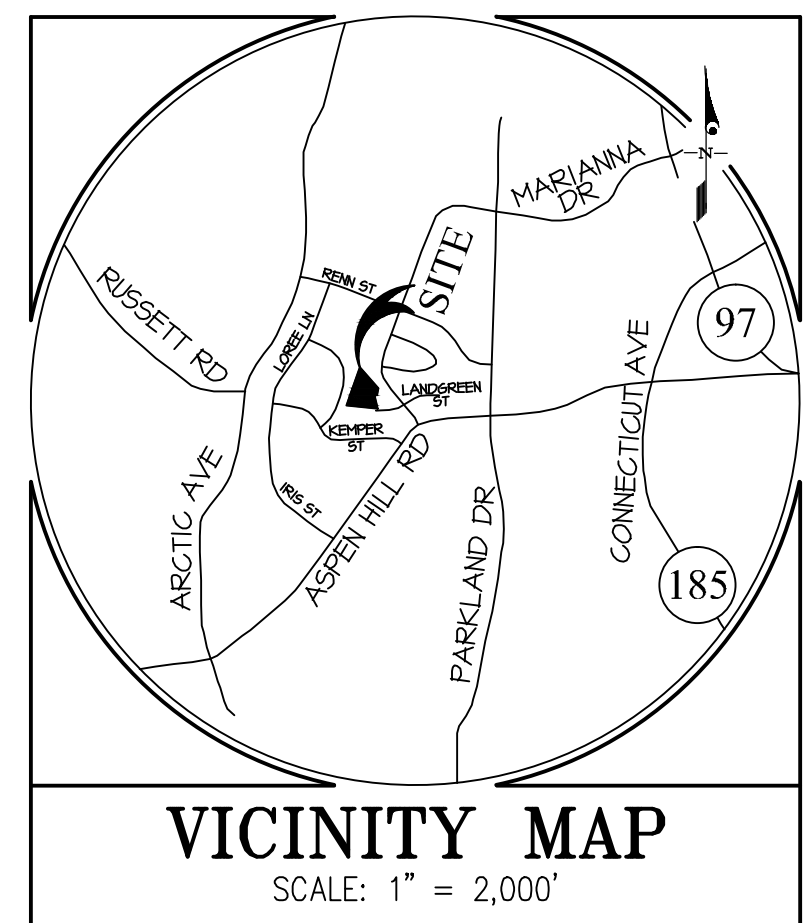 MARIANNA
DR
—N—
SITE
RENN ST
RUSSETT RD
LOREE LN
97
LANDGREEN
ST
CONNECTICUT AVE
KEMPER
ST
ARCTIC AVE
IRIS ST
ASPEN HILL RD
PARKLAND DR
185
VICINITY MAP
SCALE: 1" = 2,000'